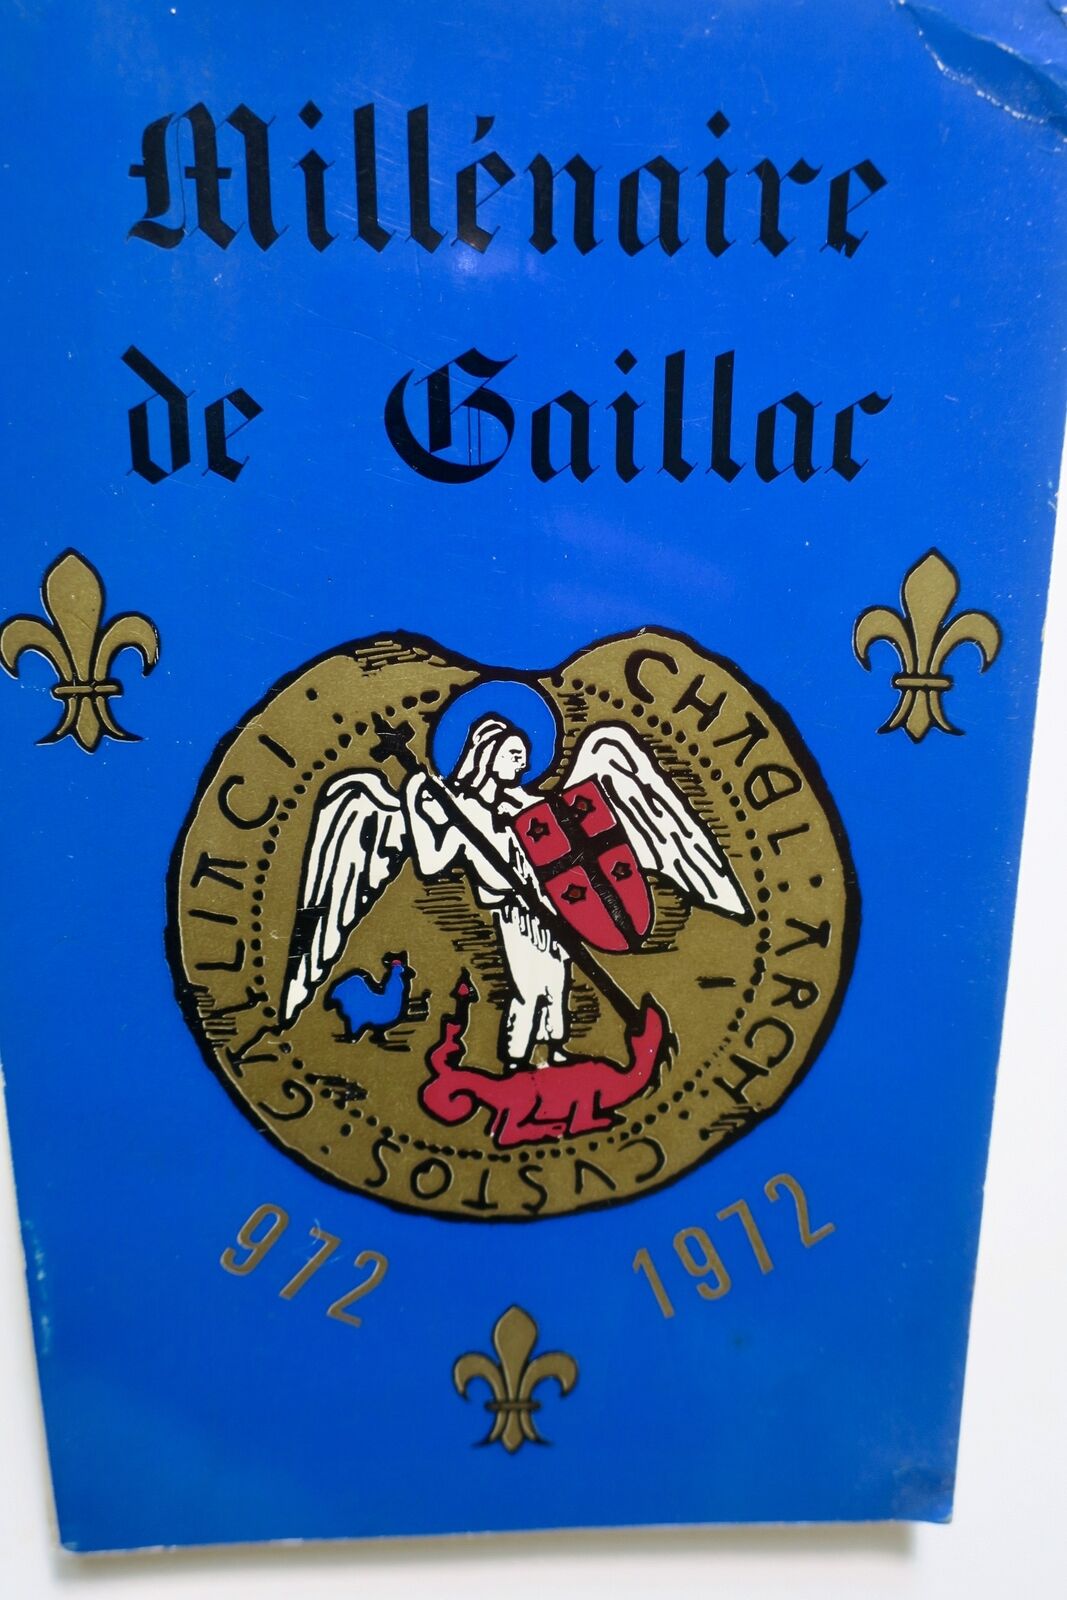 Millénaire
de Gaillac
CHAEL : ARCH : CVSTOS : GALIACI
972
1972